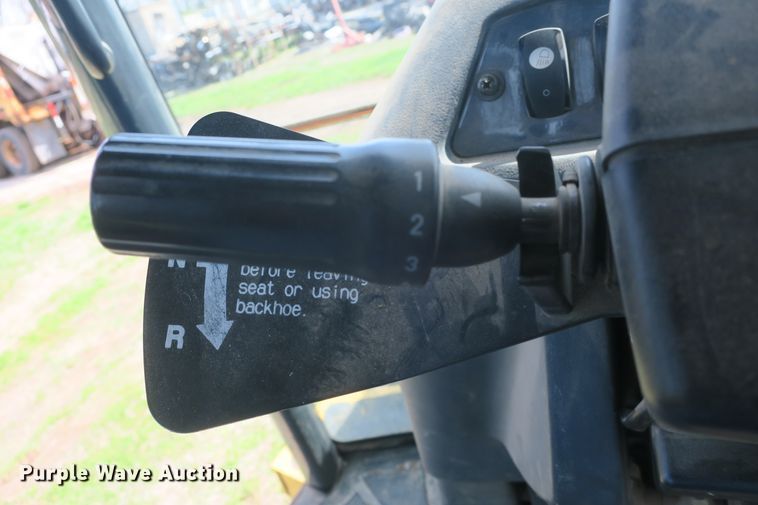 1
2
3
N
before leaving
seat or using
backhoe.
R
Purple Wave Auction